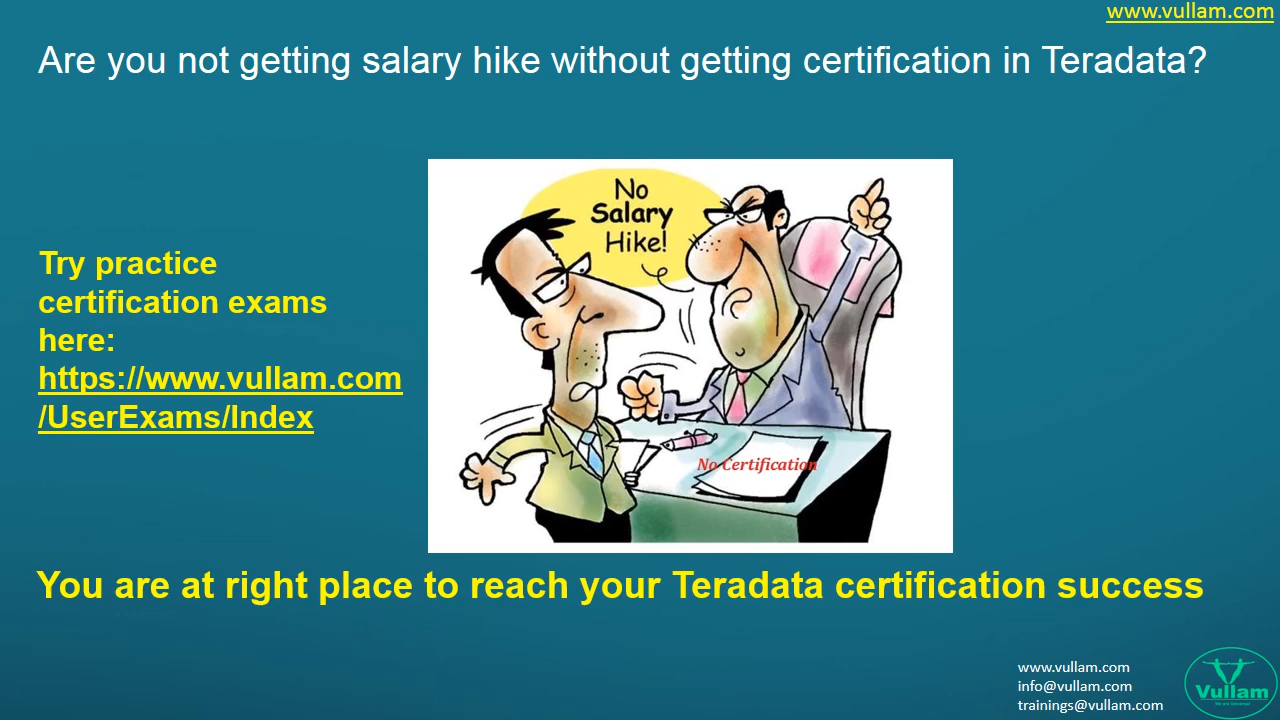 www.vullam.com
Are you not getting salary hike without getting certification in Teradata?
No
Salary
Hike!
Try practice
certification exams
here:
https://www.vullam.com
/UserExams/Index
No Certification
You are at right place to reach your Teradata certification success
www.vullam.com
info@vullam.com
trainings@vullam.com
Vullam